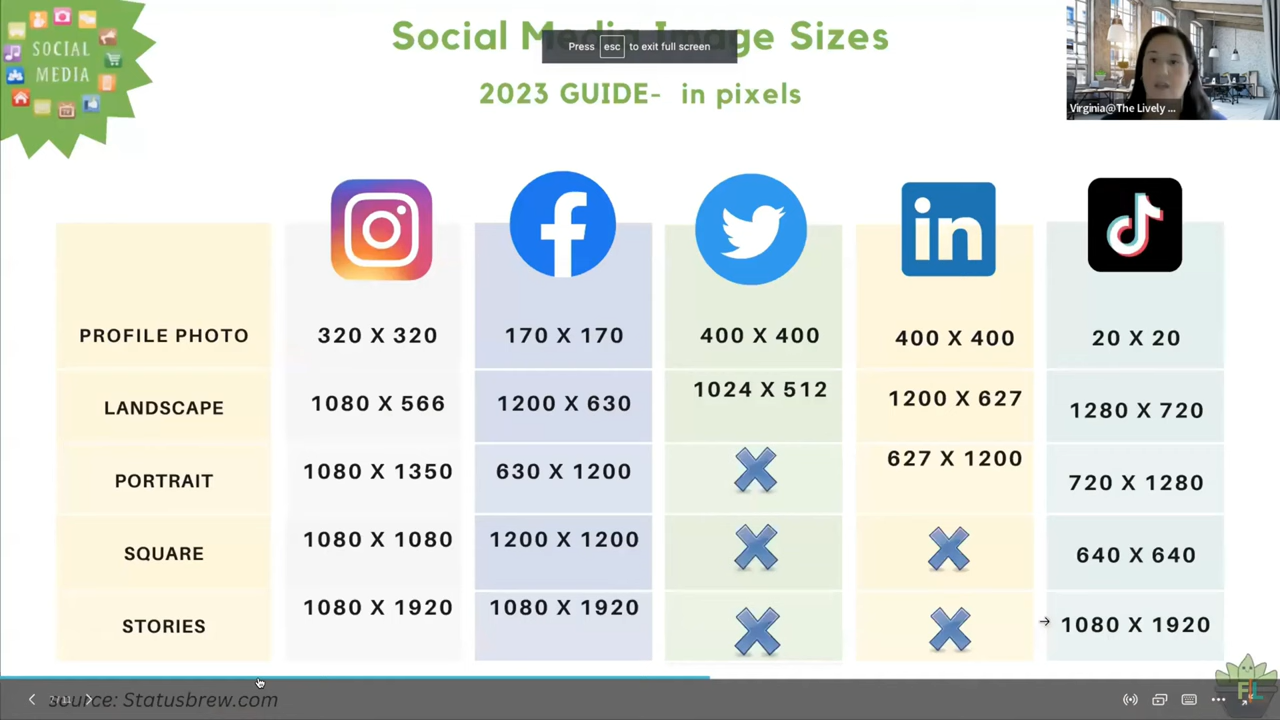 Social Media Image Sizes
Press esc to exit full screen
2023 GUIDE- in pixels
SOCIAL
MEDIA
Virginia@The Lively ...
in
PROFILE PHOTO 320 X 320 170 X 170 400 X 400 400 X 400 20 X 20
LANDSCAPE 1080 X 566 1200 X 630 1024 X 512 1200 X 627 1280 X 720
PORTRAIT 1080 X 1350 630 X 1200 627 X 1200 720 X 1280
SQUARE 1080 X 1080 1200 X 1200 640 X 640
STORIES 1080 X 1920 1080 X 1920 1080 X 1920
source: Statusbrew.com